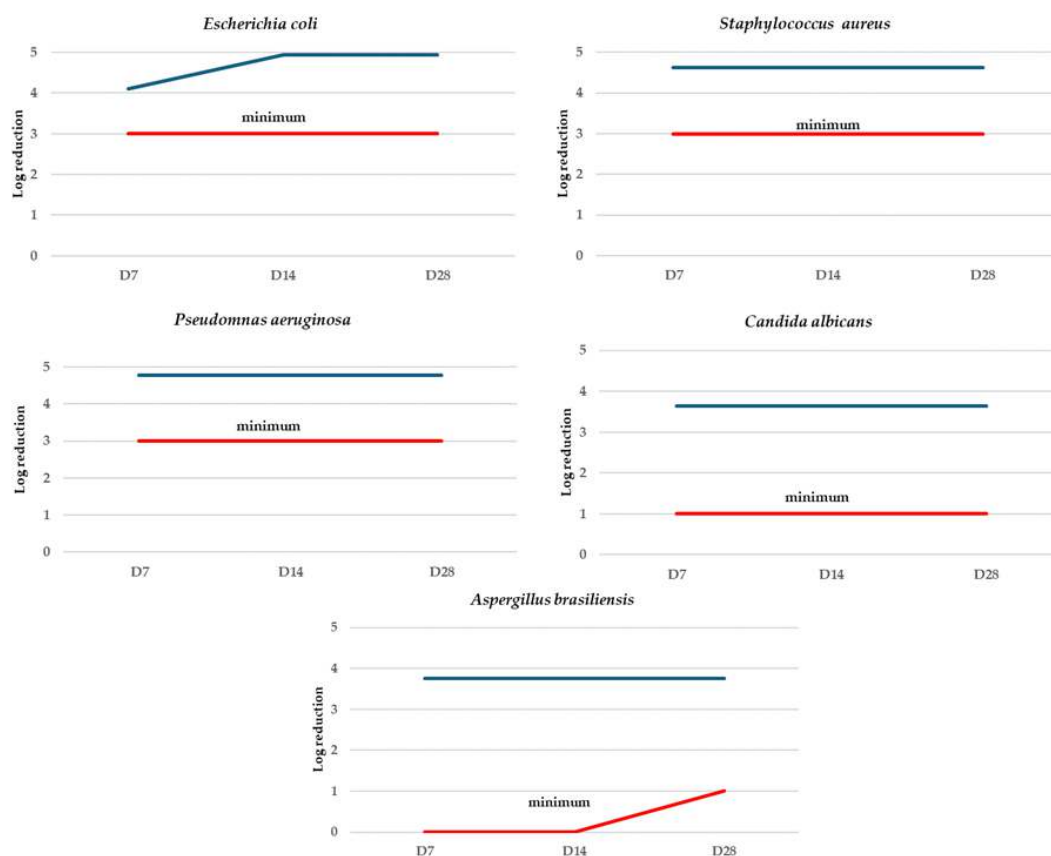 Escherichia coli
Log reduction
5
4
3
2
1
0
minimum
D7 D14 D28
Staphylococcus aureus
Log reduction
5
4
3
2
1
0
minimum
D7 D14 D28
Pseudomnas aeruginosa
Log reduction
5
4
3
2
1
0
minimum
D7 D14 D28
Candida albicans
Log reduction
5
4
3
2
1
0
minimum
D7 D14 D28
Aspergillus brasiliensis
Log reduction
5
4
3
2
1
0
minimum
D7 D14 D28